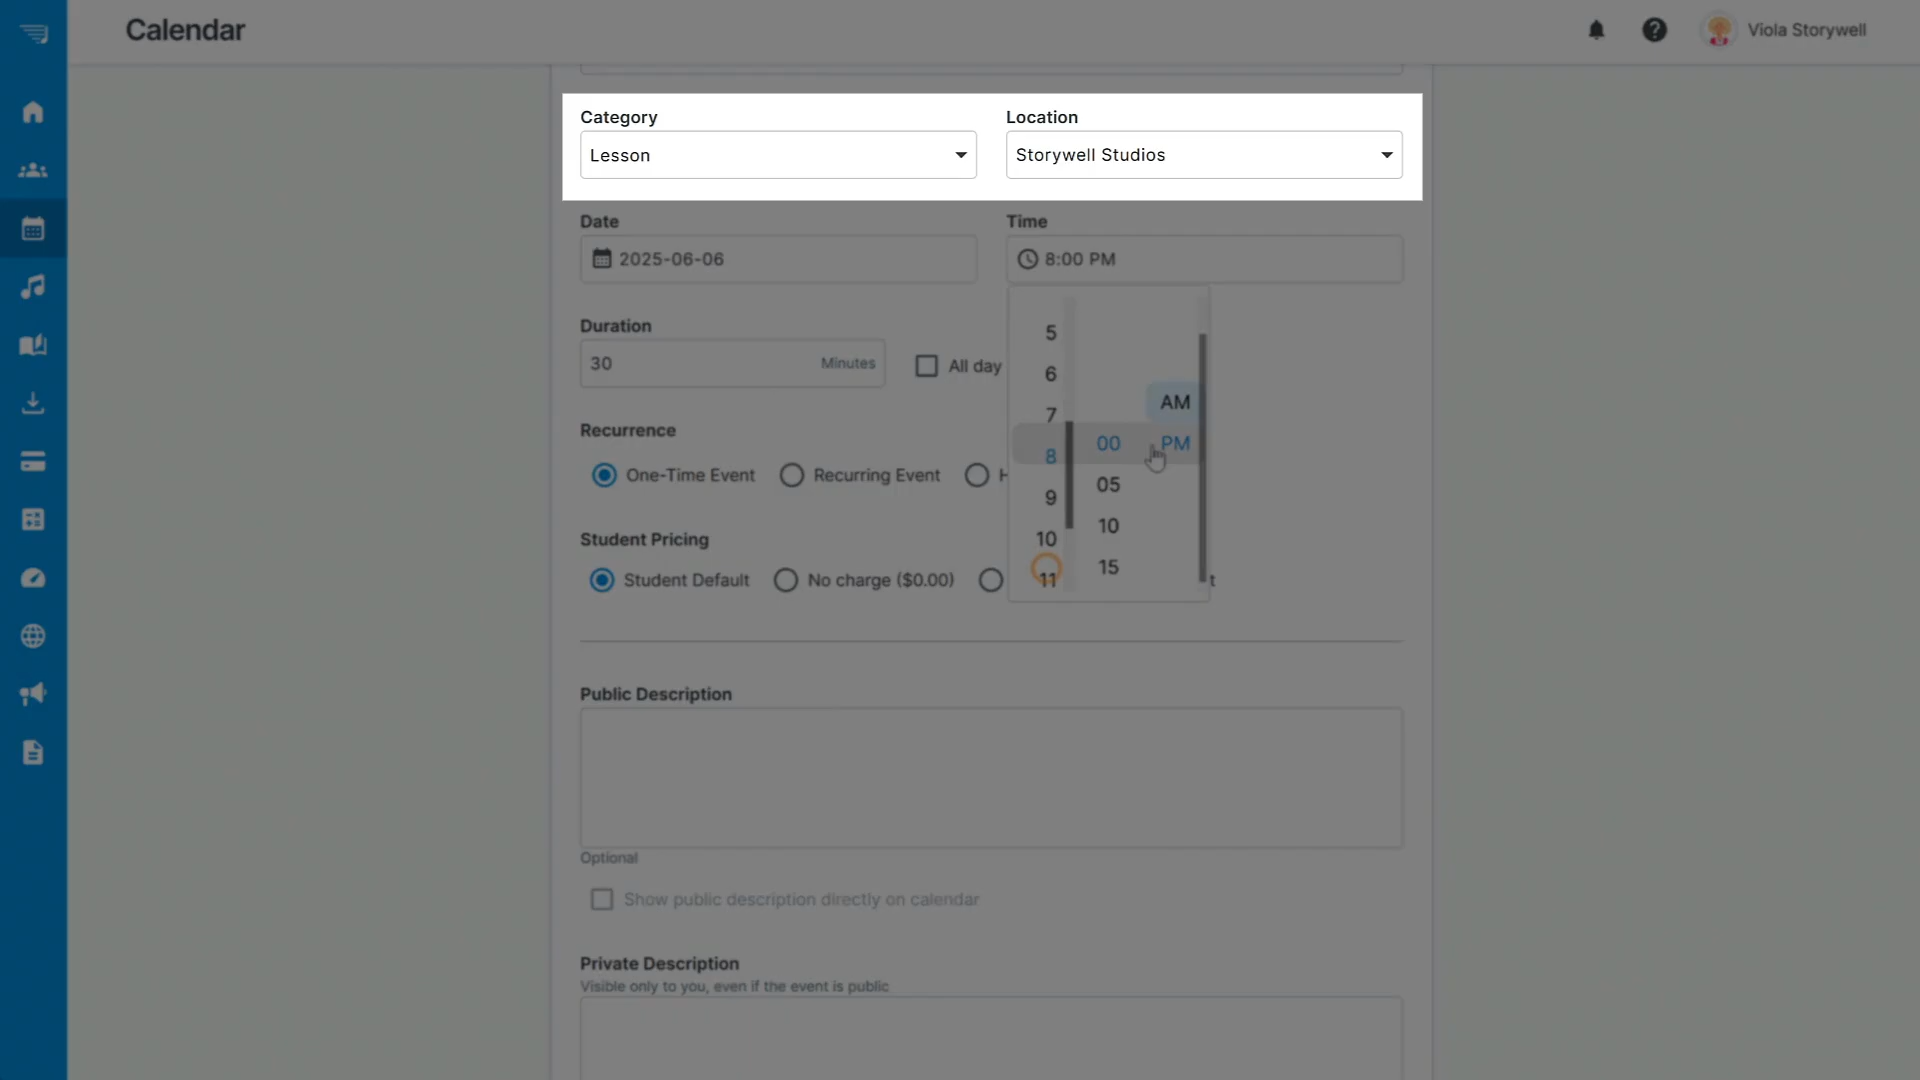 Calendar
Viola Storywell
Category
Location
Lesson
Storywell Studios
Date
Time
2025-06-06
8:00 PM
Duration
30 Minutes
All day
5
6
7
AM
8 00 PM
9 05
10 10
11 15
Recurrence
One-Time Event
Recurring Event
H
Student Pricing
Student Default
No charge ($0.00)
t
Public Description
Optional
Show public description directly on calendar
Private Description
Visible only to you, even if the event is public